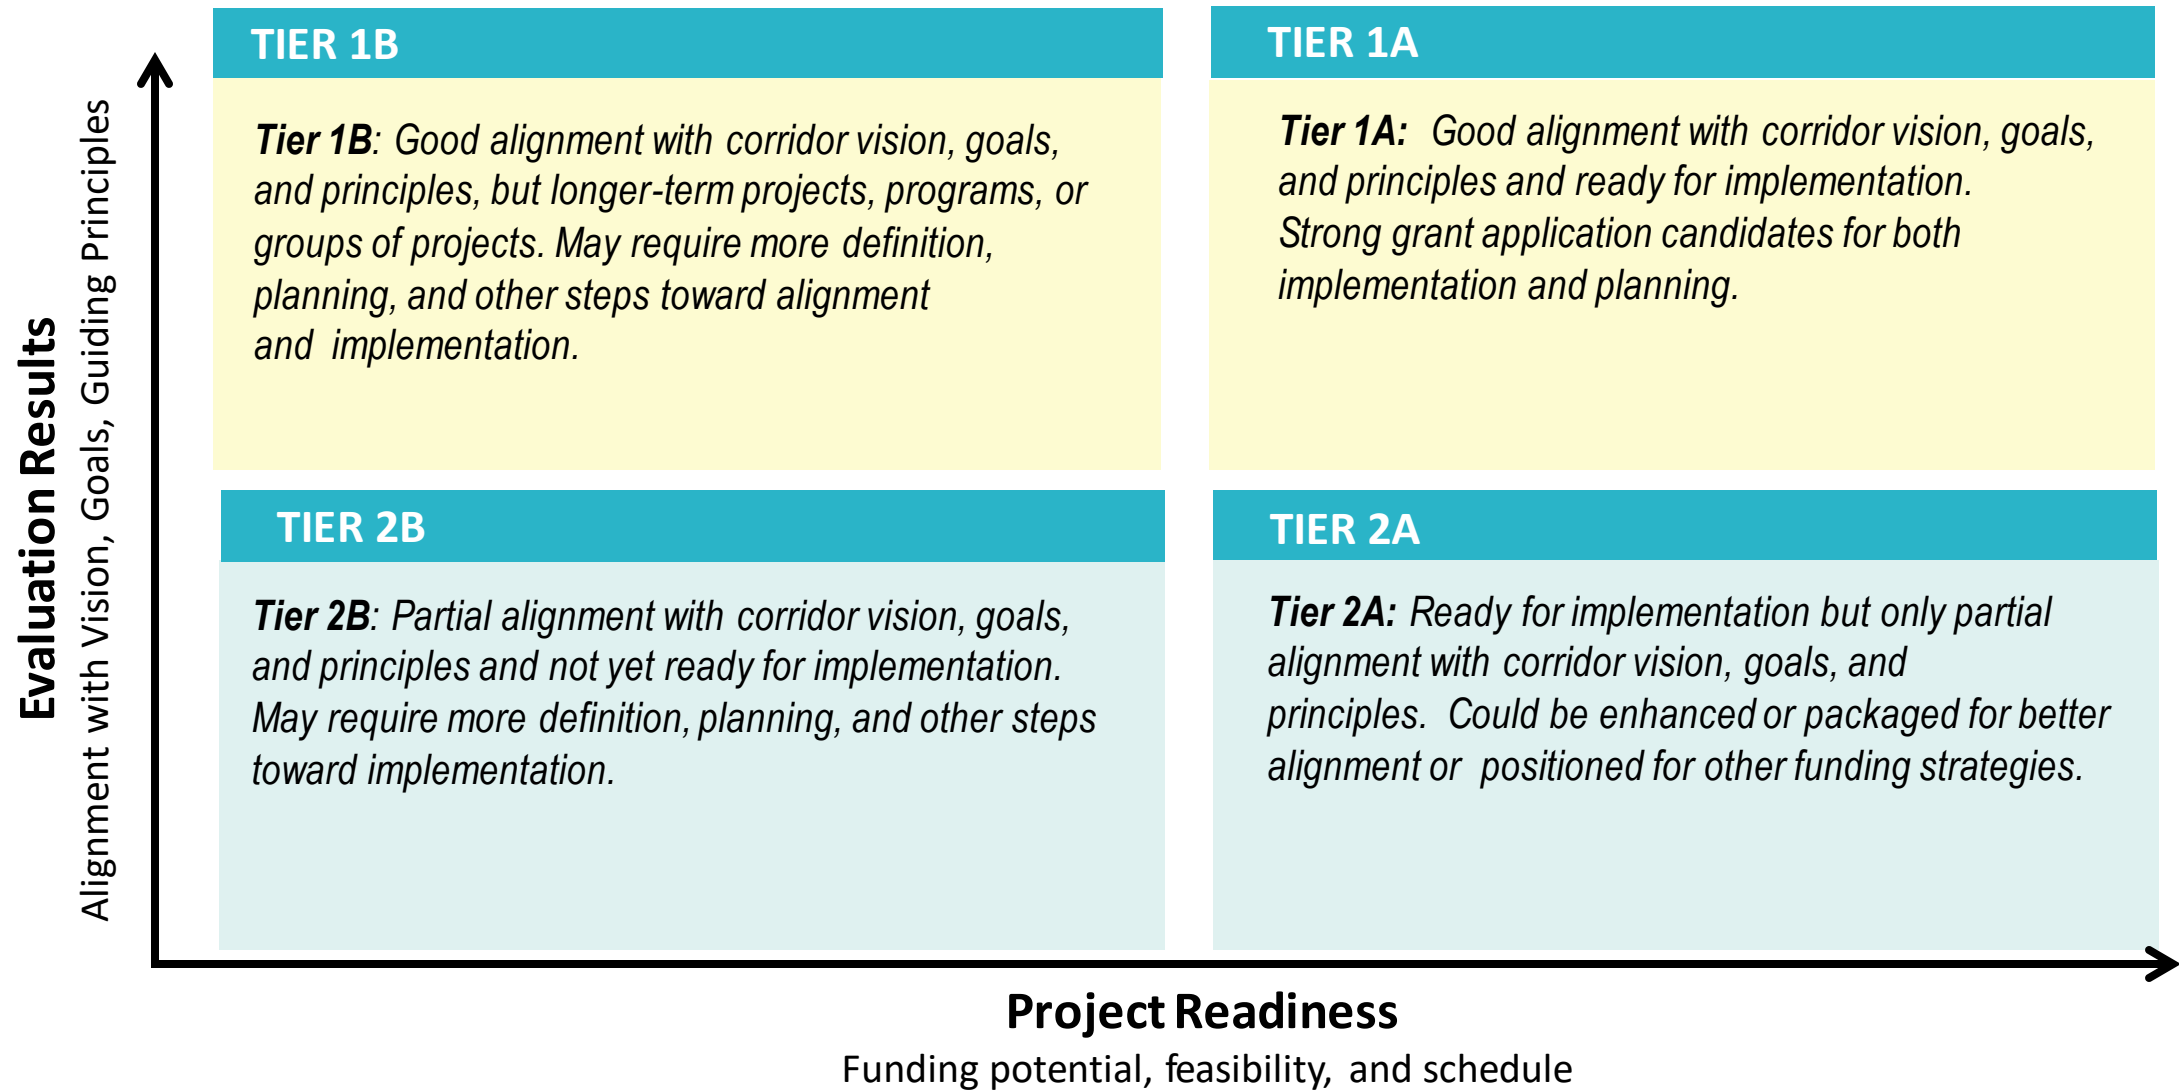 Evaluation Results
Alignment with Vision, Goals, Guiding Principles
TIER 1B
Tier 1B: Good alignment with corridor vision, goals,
and principles, but longer-term projects, programs, or
groups of projects. May require more definition,
planning, and other steps toward alignment
and implementation.
TIER 1A
Tier 1A: Good alignment with corridor vision, goals,
and principles and ready for implementation.
Strong grant application candidates for both
implementation and planning.
TIER 2B
Tier 2B: Partial alignment with corridor vision, goals,
and principles and not yet ready for implementation.
May require more definition, planning, and other steps
toward implementation.
TIER 2A
Tier 2A: Ready for implementation but only partial
alignment with corridor vision, goals, and
principles. Could be enhanced or packaged for better
alignment or positioned for other funding strategies.
Project Readiness
Funding potential, feasibility, and schedule